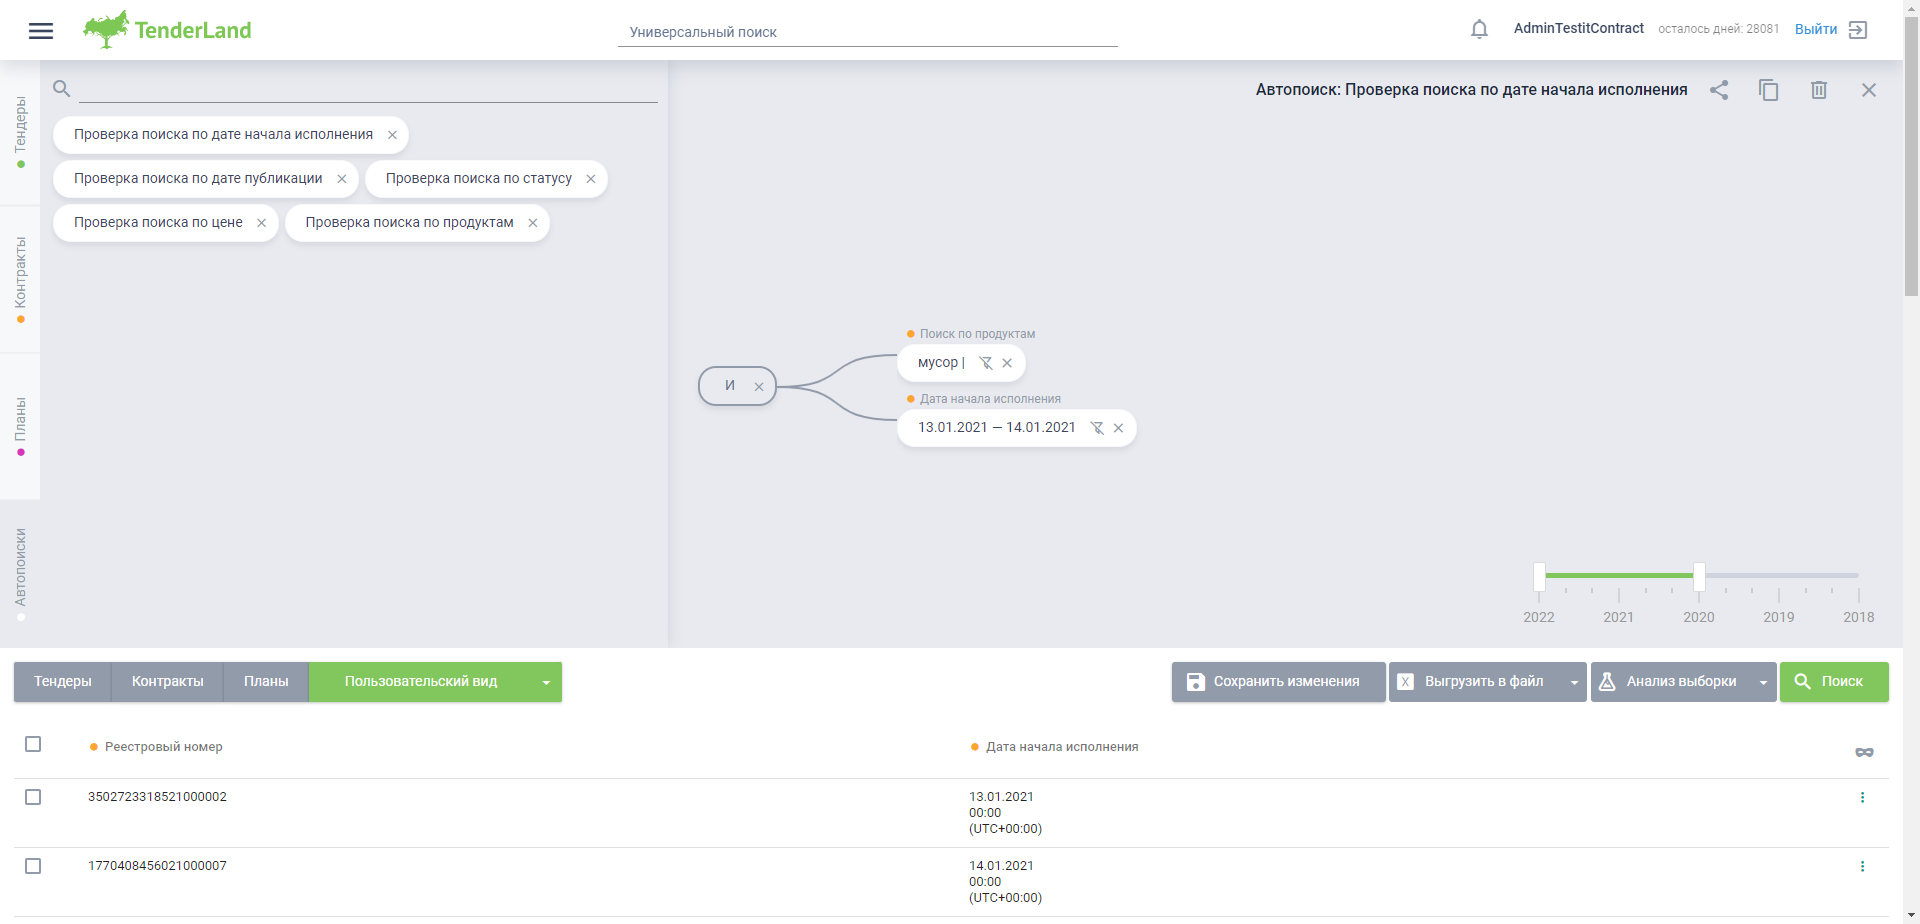 TenderLand
Универсальный поиск
AdminTestitContract
осталось дней: 28081
Выйти
Тендеры
Контракты
Планы
Автопоиски
Проверка поиска по дате начала исполнения
Проверка поиска по дате публикации
Проверка поиска по статусу
Проверка поиска по цене
Проверка поиска по продуктам
Автопоиск: Проверка поиска по дате начала исполнения
И
Поиск по продуктам
мусор |
Дата начала исполнения
13.01.2021 — 14.01.2021
2022 2021 2020 2019 2018
Тендеры Контракты Планы Пользовательский вид
Сохранить изменения
X Выгрузить в файл
Анализ выборки
Поиск
Реестровый номер
Дата начала исполнения
3502723318521000002
13.01.2021
00:00
(UTC+00:00)
1770408456021000007
14.01.2021
00:00
(UTC+00:00)